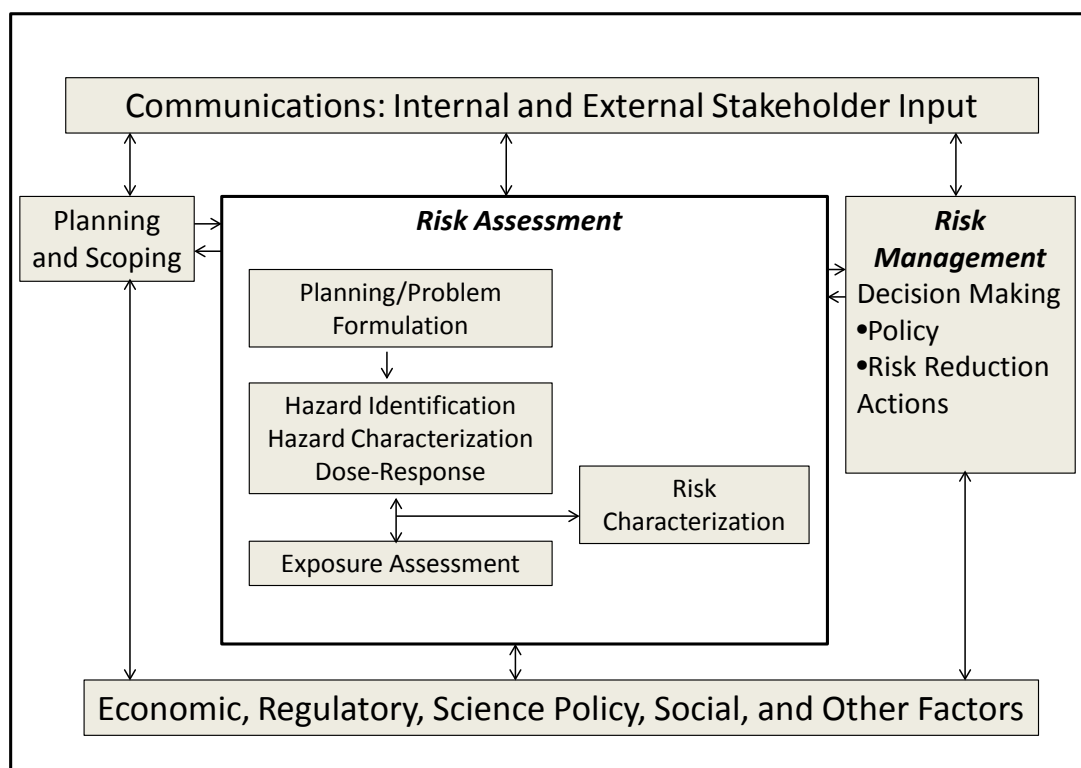 Communications: Internal and External Stakeholder Input
Planning
and Scoping
Risk Assessment
Planning/Problem
Formulation
Hazard Identification
Hazard Characterization
Dose-Response
Exposure Assessment
Risk
Characterization
Risk
Management
Decision Making
•Policy
•Risk Reduction
Actions
Economic, Regulatory, Science Policy, Social, and Other Factors